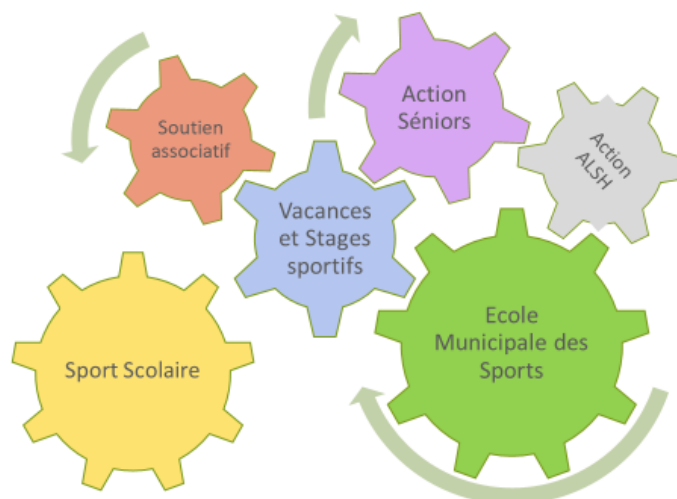 Soutien
associatif
Action
Séniors
Action
ALSH
Vacances
et Stages
sportifs
Sport Scolaire
Ecole
Municipale des
Sports